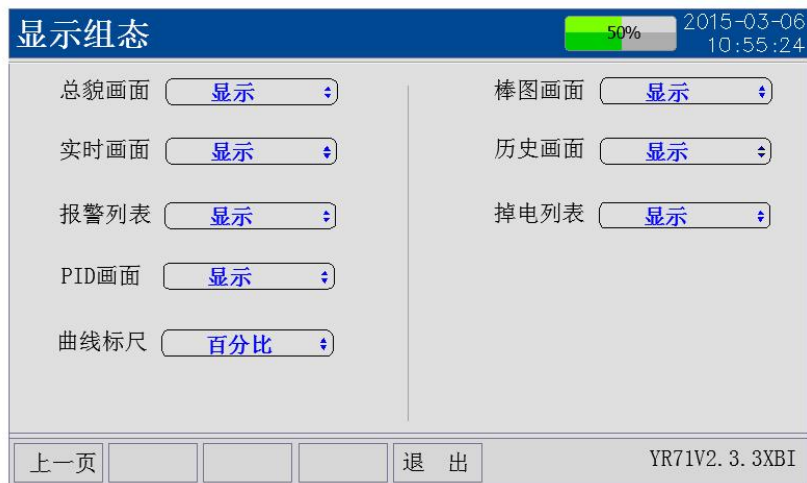 显示组态
50%
2015-03-06
10:55:24
总貌画面 显示
棒图画面 显示
实时画面 显示
历史画面 显示
报警列表 显示
掉电列表 显示
PID画面 显示
曲线标尺 百分比
上一页
退 出
YR71V2.3.3XBI